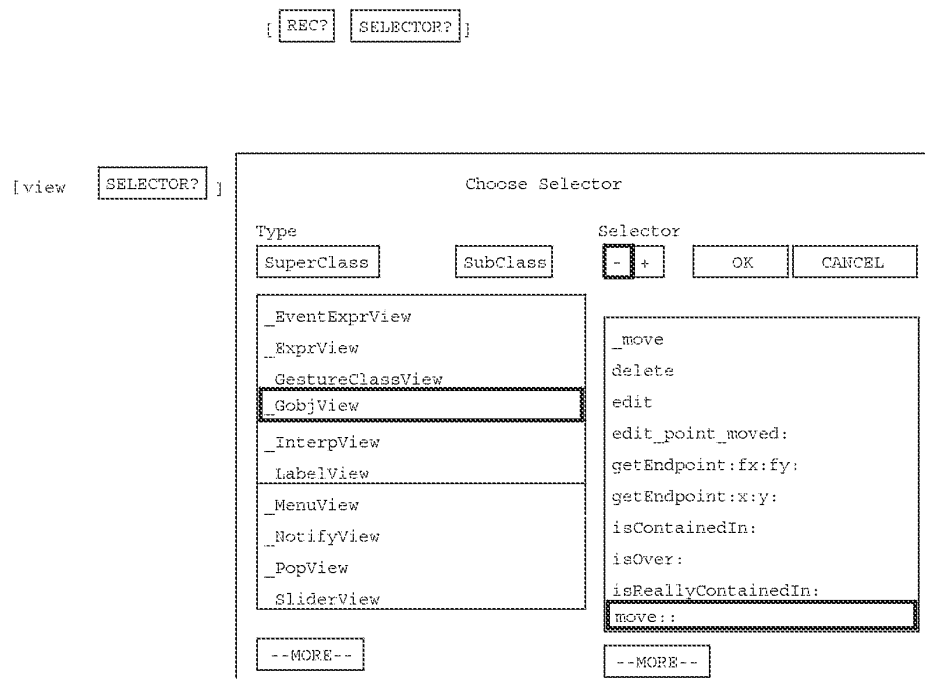 [ REC? SELECTOR? ]
[view SELECTOR? ]
Choose Selector
Type
Selector
SuperClass SubClass - + OK CANCEL
_EventExprView
_ExprView
_GestureClassView
_GobjView
_InterpView
_LabelView
_MenuView
_NotifyView
_PopView
_SliderView
--MORE--
_move
delete
edit
edit_point_moved:
getEndpoint:fx:fy:
getEndpoint:x:y:
isContainedIn:
isOver:
isReallyContainedIn:
move::
--MORE--